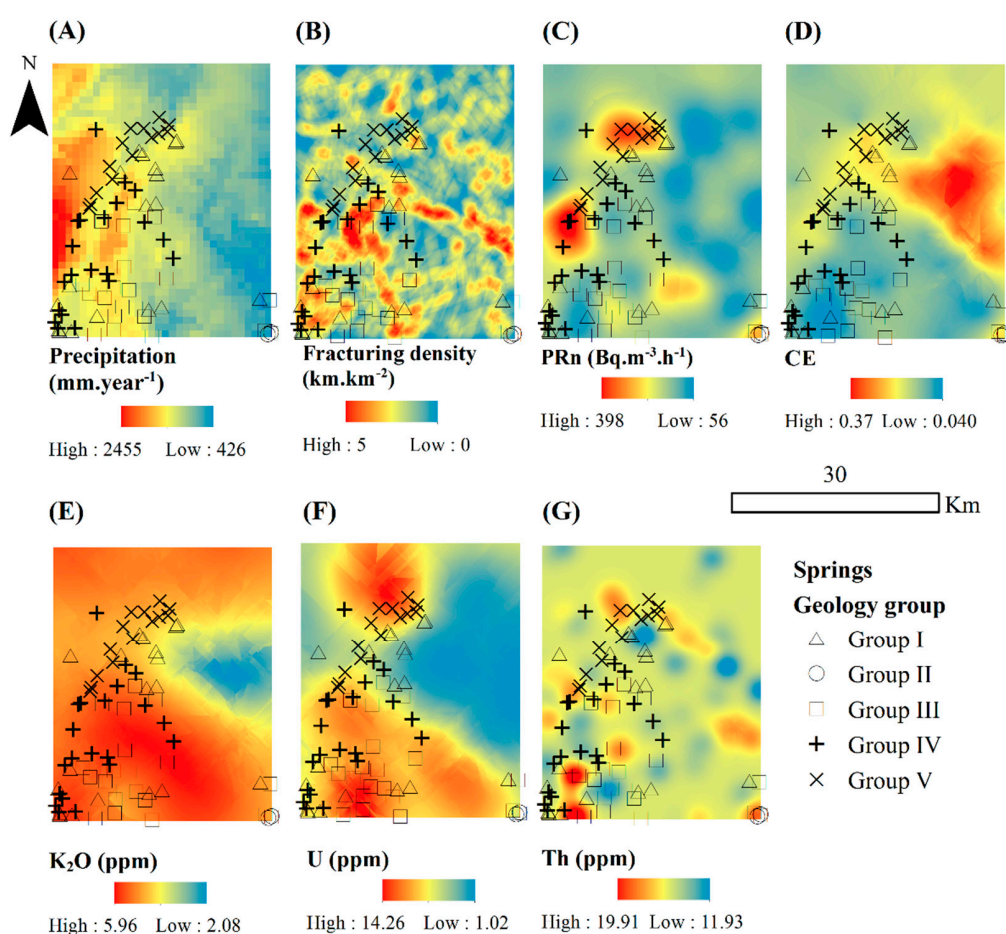 (A)
(B)
(C)
(D)
N
Precipitation
(mm.year⁻¹)
High : 2455 Low : 426
Fracturing density
(km.km⁻²)
High : 5 Low : 0
PRn (Bq.m⁻³.h⁻¹)
High : 398 Low : 56
CE
High : 0.37 Low : 0.040
30
Km
(E)
(F)
(G)
K₂O (ppm)
High : 5.96 Low : 2.08
U (ppm)
High : 14.26 Low : 1.02
Th (ppm)
High : 19.91 Low : 11.93
Springs
Geology group
Group I
Group II
Group III
Group IV
Group V